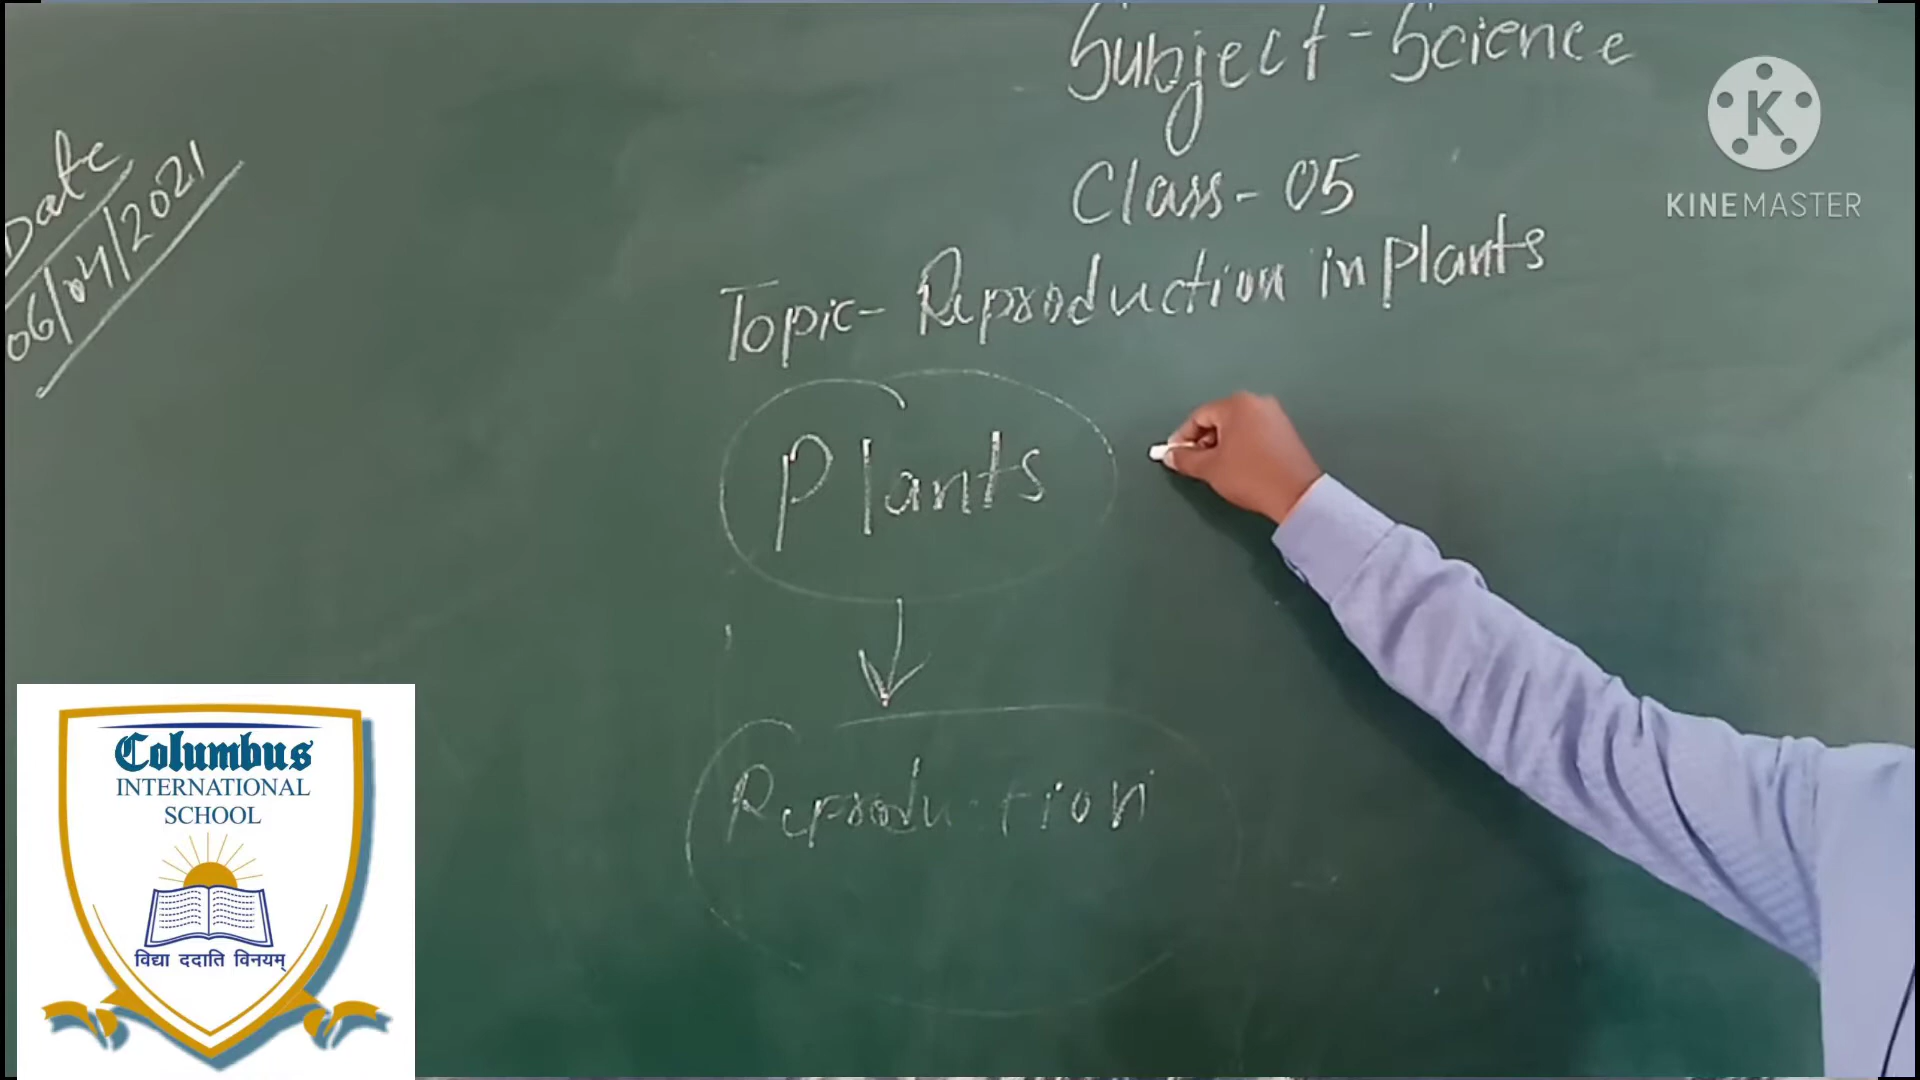 Subject - Science
Class - 05
Topic - Reproduction in Plants
Date
06/04/2021
Plants
Reproduction
KINEMASTER
Columbus
INTERNATIONAL
SCHOOL
विद्या ददाति विनयम्